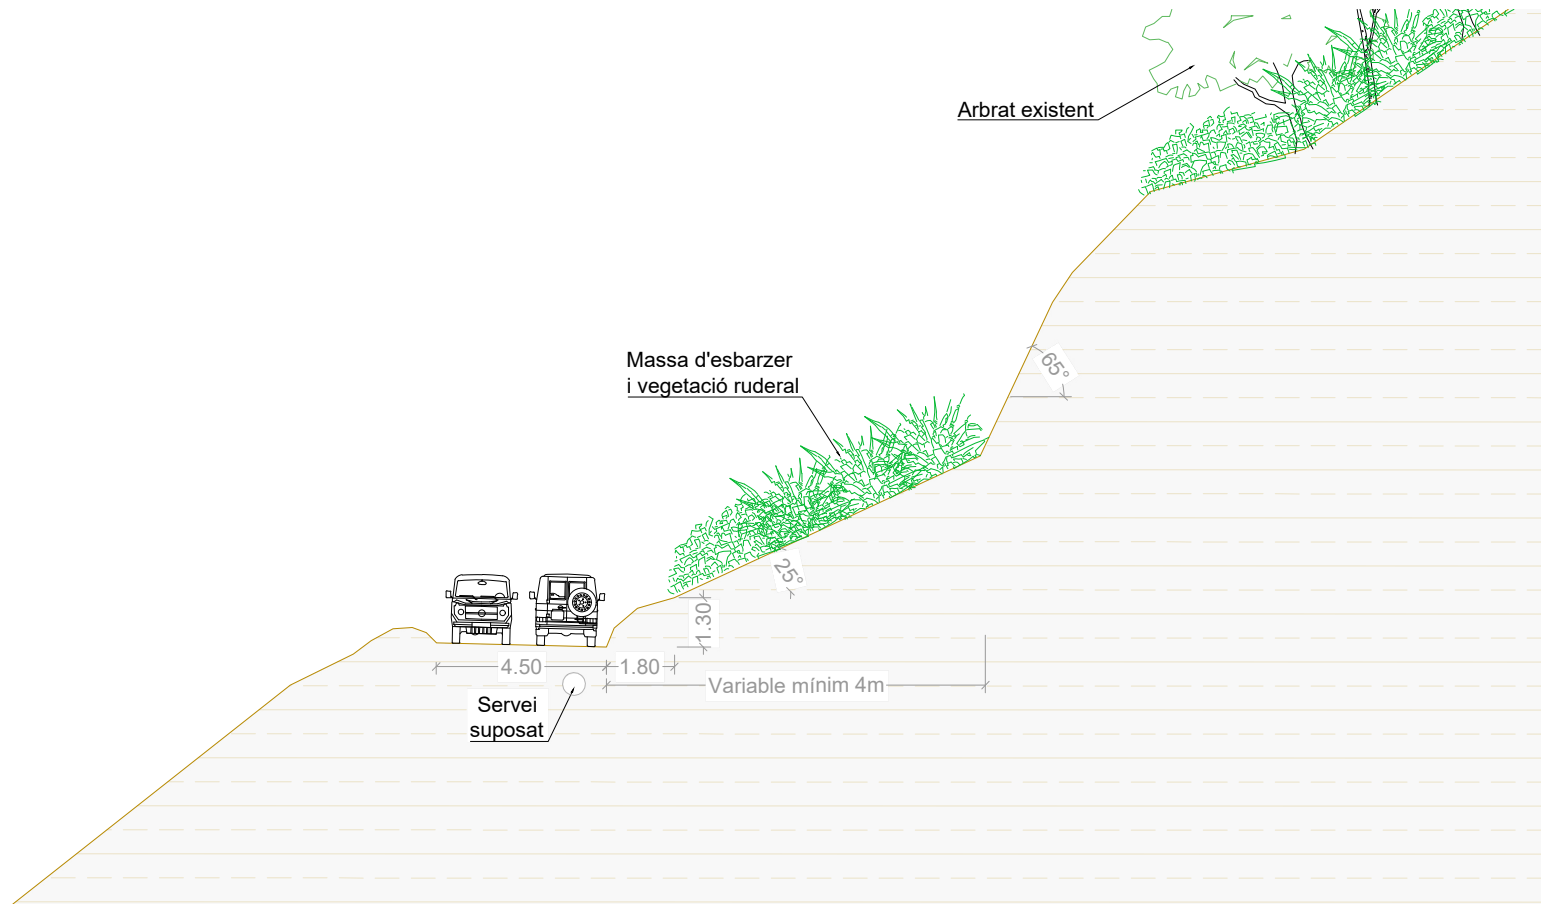 Arbrat existent
65°
Massa d'esbarzer
i vegetació ruderal
25°
1.30
4.50
1.80
Variable mínim 4m
Servei
suposat